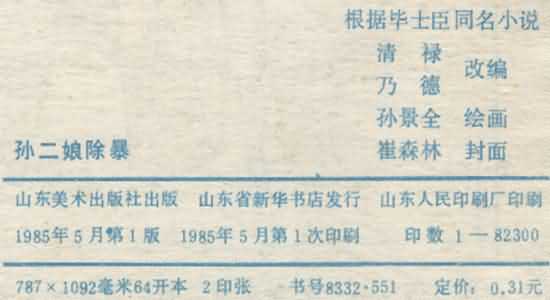 根据毕士臣同名小说
清禄 改编
乃德
孙景全 绘画
崔森林 封面
孙二娘除暴
山东美术出版社出版 山东省新华书店发行 山东人民印刷厂印刷
1985年5月第1版 1985年5月第1次印刷 印数1—82300
787×1092毫米64开本 2印张 书号8332·551 定价：0.31元